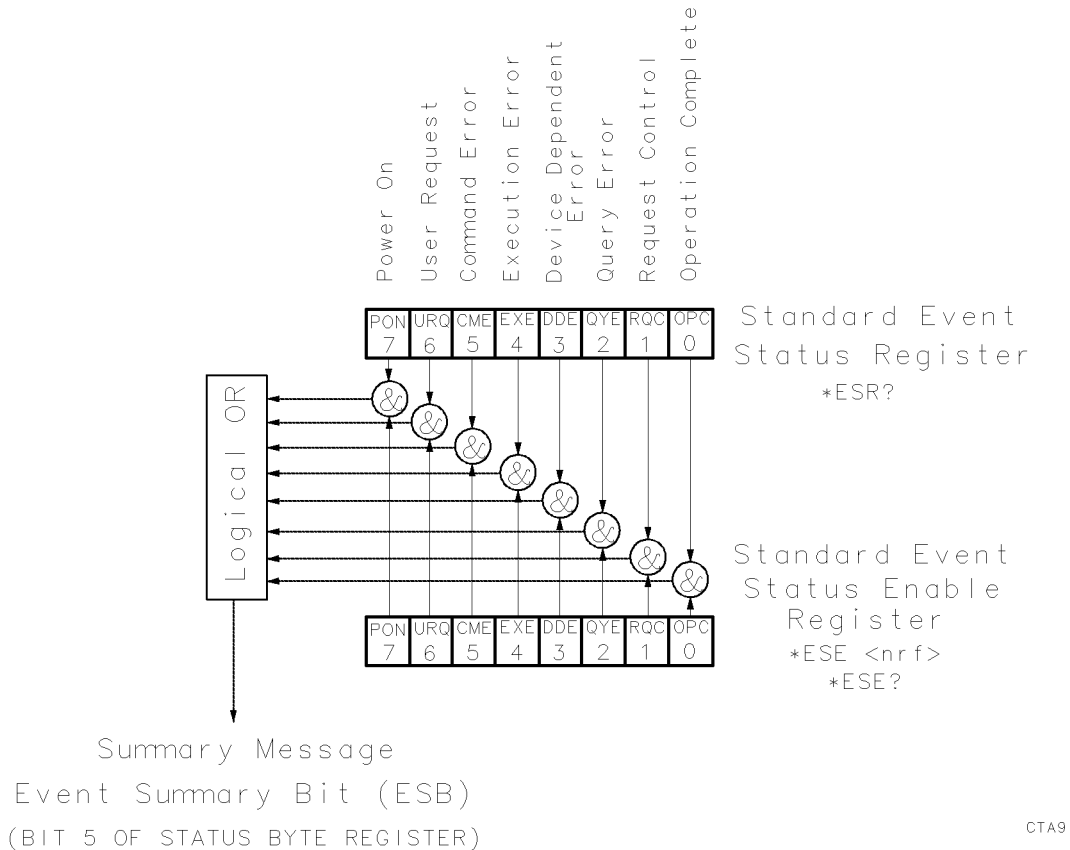 Power On
User Request
Command Error
Execution Error
Device Dependent
Error
Query Error
Request Control
Operation Complete
PON URQ CME EXE DDE QYE RQC OPC
7 6 5 4 3 2 1 0
Standard Event
Status Register
*ESR?
Logical OR
& & & & & & & &
Standard Event
Status Enable
Register
*ESE <nrf>
*ESE?
PON URQ CME EXE DDE QYE RQC OPC
7 6 5 4 3 2 1 0
Summary Message
Event Summary Bit (ESB)
(BIT 5 OF STATUS BYTE REGISTER)
CTA9